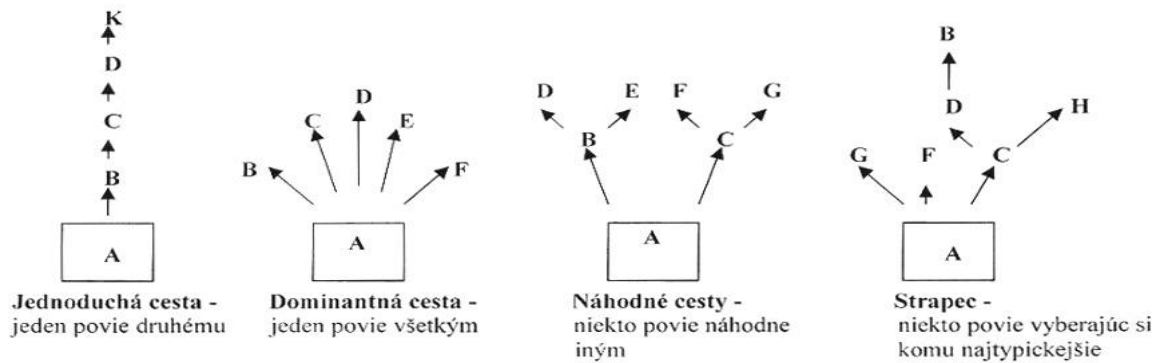 K
D
C
B
A
Jednoduchá cesta -
jeden povie druhému
D
C
E
B
F
A
Dominantná cesta -
jeden povie všetkým
D
E
F
G
B
C
A
Náhodné cesty -
niekto povie náhodne
iným
B
D
H
G
F
C
A
Strapec -
niekto povie vyberajúc si
komu najtypickejšie